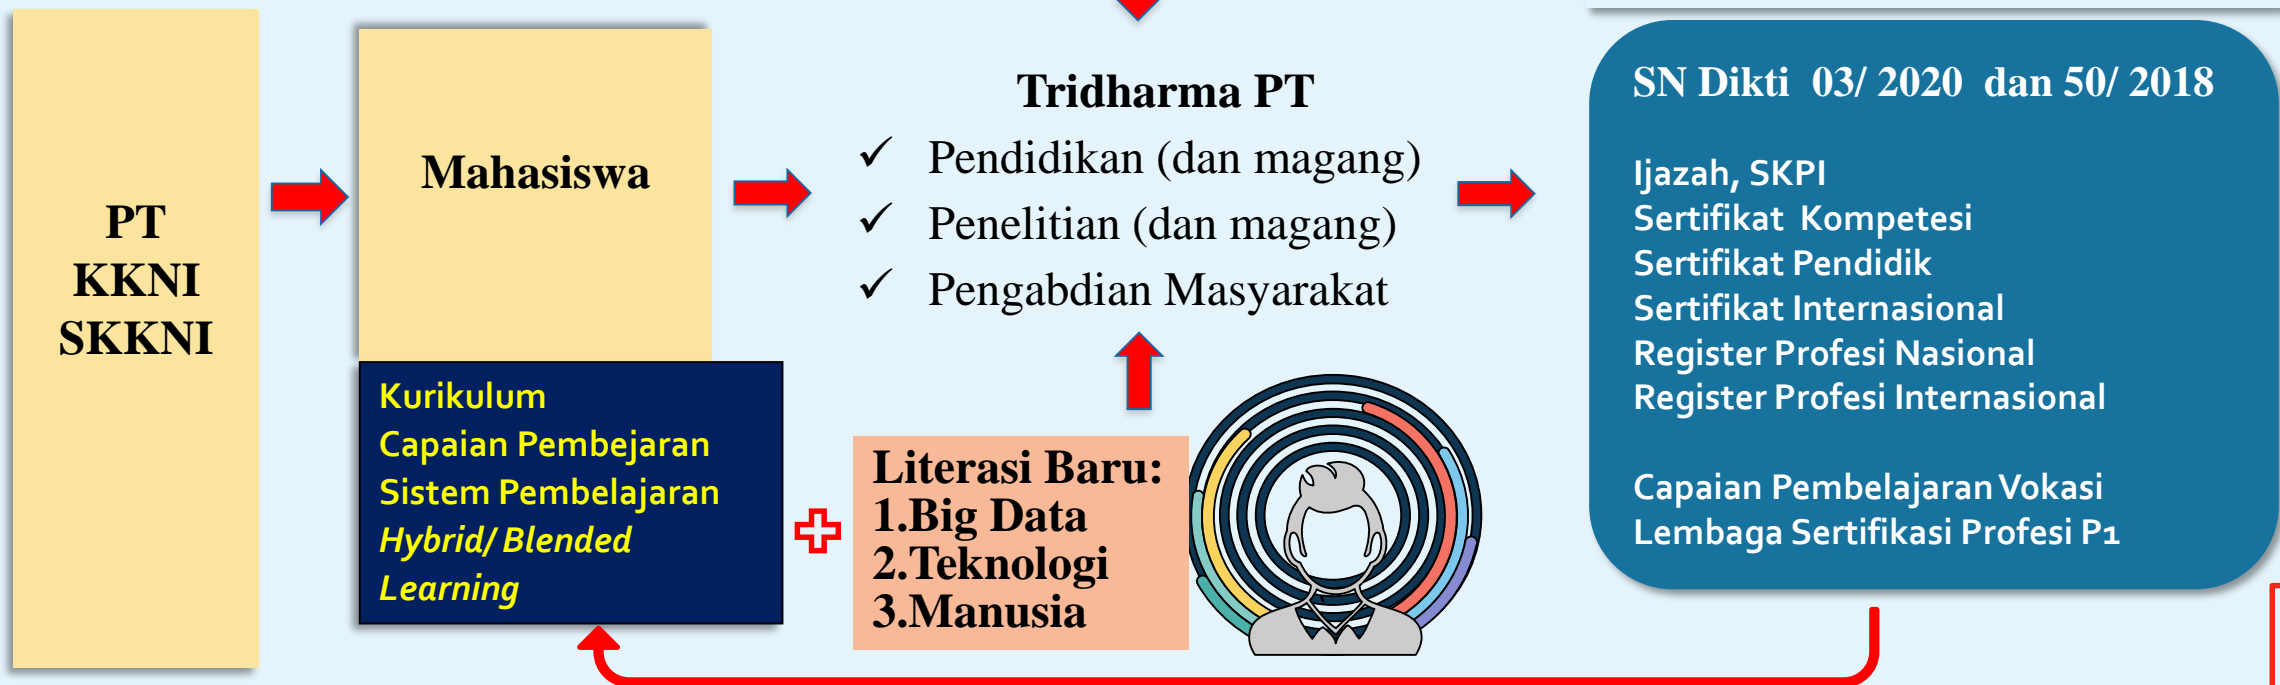 PT
KKNI
SKKNI
Mahasiswa
Kurikulum
Capaian Pembejaran
Sistem Pembelajaran
Hybrid/ Blended
Learning
Tridharma PT
✓ Pendidikan (dan magang)
✓ Penelitian (dan magang)
✓ Pengabdian Masyarakat
Literasi Baru:
1.Big Data
2.Teknologi
3.Manusia
SN Dikti 03/ 2020 dan 50/ 2018
Ijazah, SKPI
Sertifikat Kompetesi
Sertifikat Pendidik
Sertifikat Internasional
Register Profesi Nasional
Register Profesi Internasional
Capaian Pembelajaran Vokasi
Lembaga Sertifikasi Profesi P1